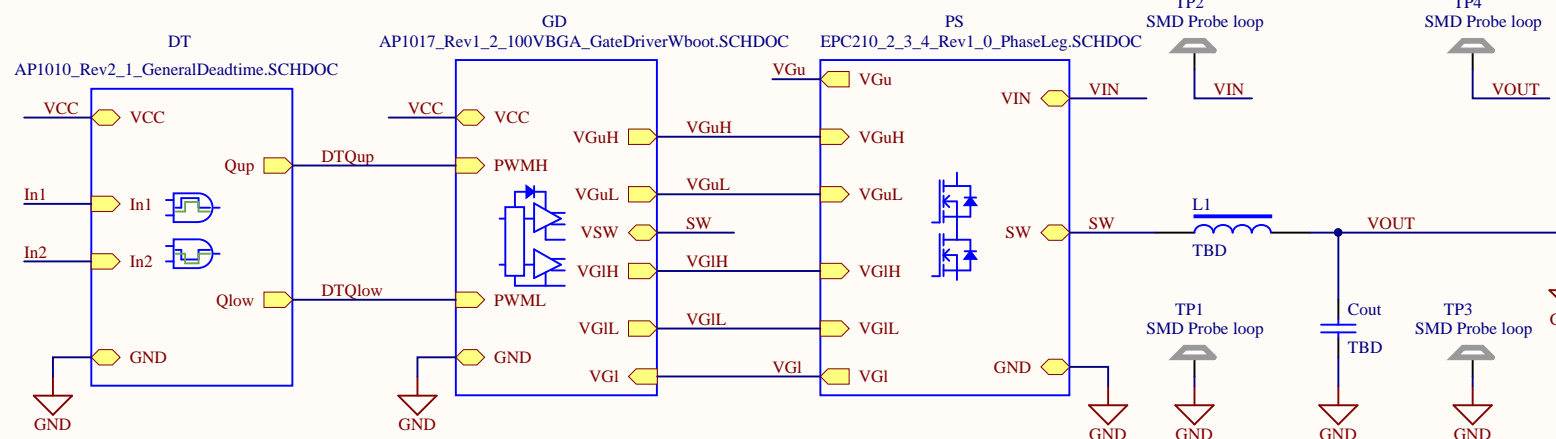 TP2
SMD Probe loop
TP4
SMD Probe loop
DT
AP1010_Rev2_1_GeneralDeadtime.SCHDOC
GD
AP1017_Rev1_2_100VBGA_GateDriverWboot.SCHDOC
PS
EPC210_2_3_4_Rev1_0_PhaseLeg.SCHDOC
VCC
VCC
In1
In1
In2
In2
Qup
DTQup
Qlow
DTQlow
GND
GND
VCC
VCC
PWMH
PWML
GND
GND
VGuH
VGuH
VGuL
VGuL
VSW
SW
VGlH
VGlH
VGlL
VGlL
VGl
VGl
VGu
VGu
VGuH
VGuL
VGlH
VGlL
VGl
VIN
VIN
SW
SW
GND
GND
VIN
VOUT
L1
TBD
VOUT
TP1
SMD Probe loop
GND
Cout
TBD
GND
TP3
SMD Probe loop
GND